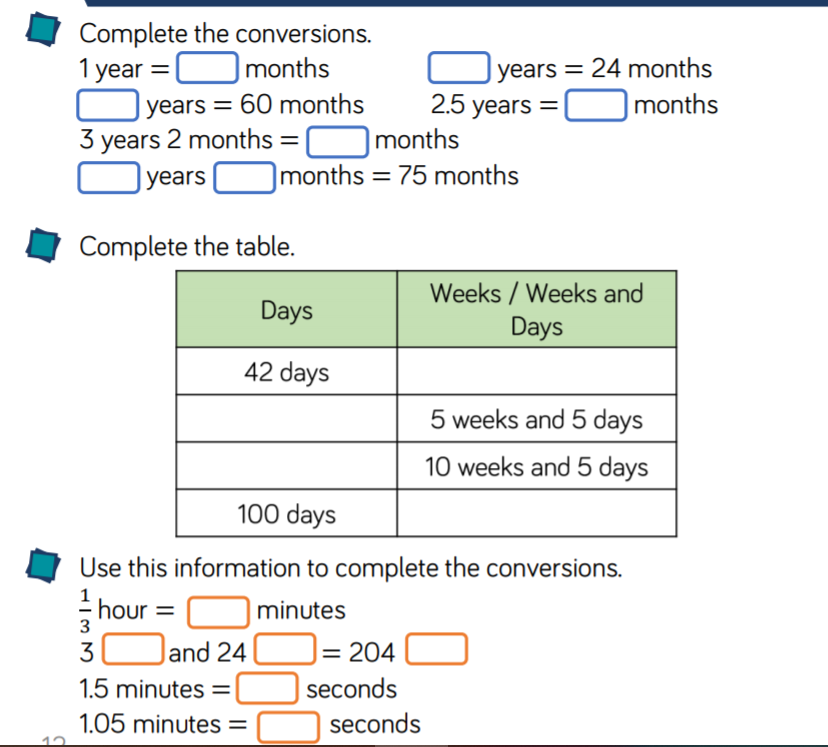 Complete the conversions.
1 year = months
years = 24 months
years = 60 months
2.5 years = months
3 years 2 months = months
years months = 75 months
Complete the table.
Days
Weeks / Weeks and
Days
42 days
5 weeks and 5 days
10 weeks and 5 days
100 days
Use this information to complete the conversions.
1/3 hour = minutes
3 and 24 = 204
1.5 minutes = seconds
1.05 minutes = seconds